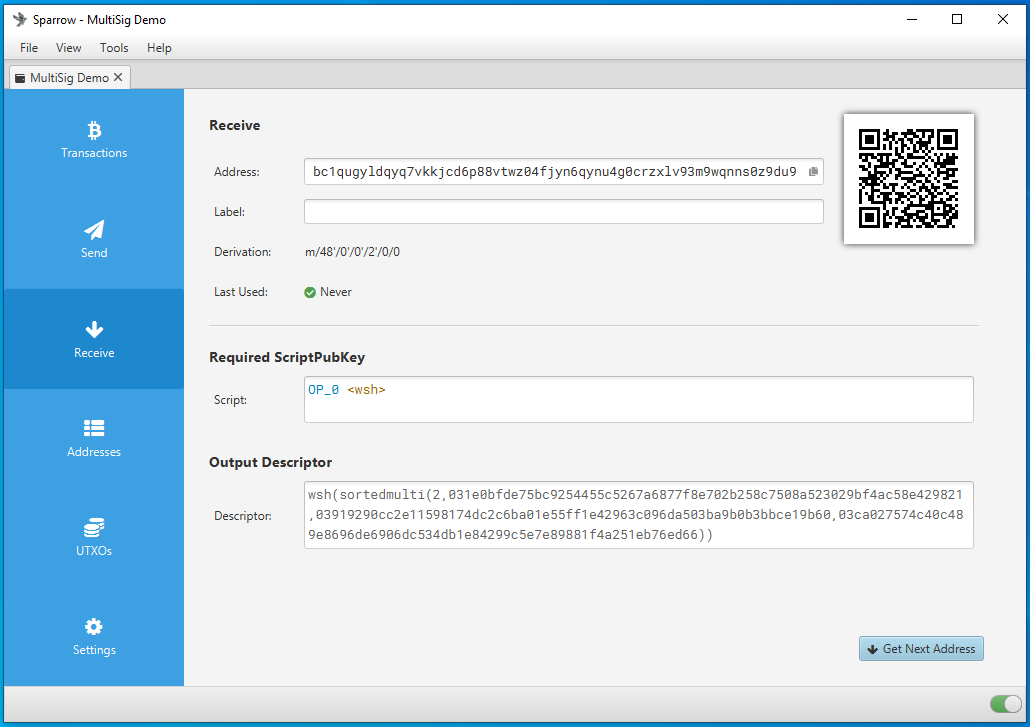 Sparrow - MultiSig Demo
File View Tools Help
MultiSig Demo
Transactions
Send
Receive
Addresses
UTXOs
Settings
Receive
Address: bc1qugyldqyq7vkkjcd6p88vtwz04fjyn6qynu4g0crzxlv93m9wqnns0z9du9
Label:
Derivation: m/48'/0'/0'/2'/0/0
Last Used: Never
Required ScriptPubKey
Script: OP_0 <wsh>
Output Descriptor
Descriptor:
wsh(sortedmulti(2,031e0bfde75bc9254455c5267a6877f8e702b258c7508a523029bf4ac58e429821
,03919290cc2e11598174dc2c6ba01e55ff1e42963c096da503ba9b0b3bbce19b60,03ca027574c40c48
9e8696de6906dc534db1e84299c5e7e89881f4a251eb76ed66))
Get Next Address